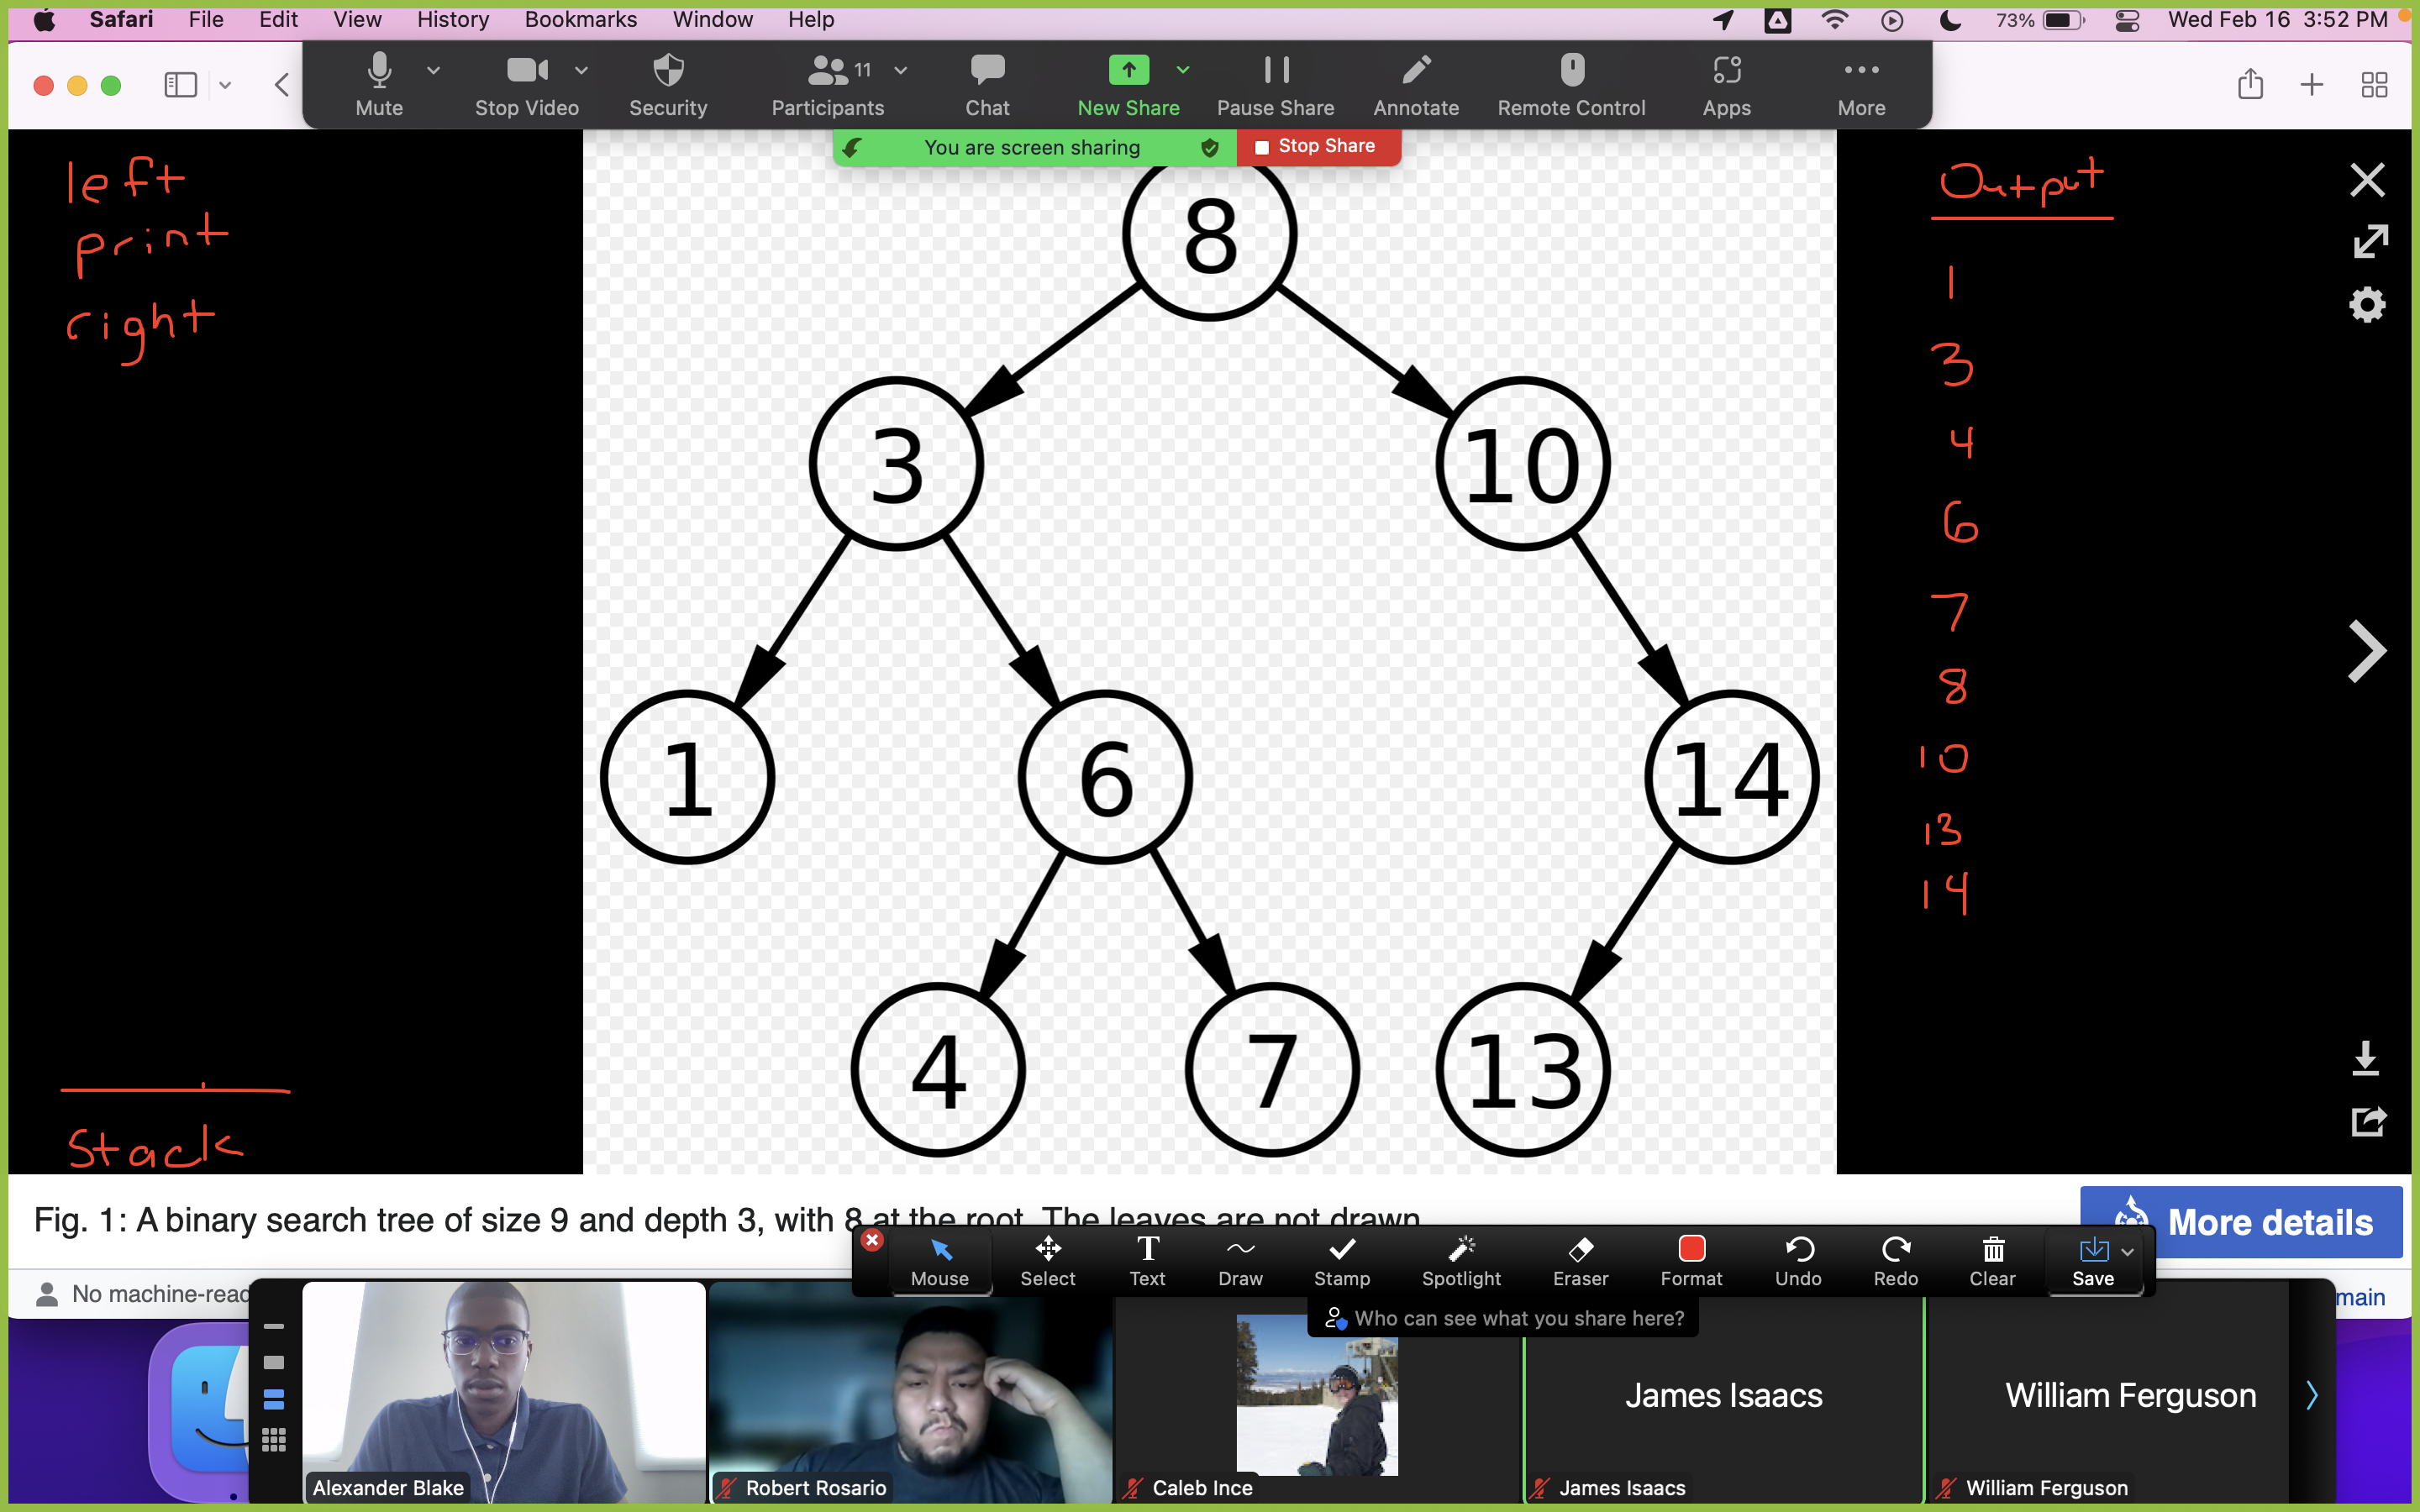 Safari File Edit View History Bookmarks Window Help 73% Wed Feb 16 3:52 PM
11
Mute Stop Video Security Participants Chat New Share Pause Share Annotate Remote Control Apps More
You are screen sharing Stop Share
left
print
right
Stack
8
3 10
1 6 14
4 7 13
Output
1
3
4
6
7
8
10
13
14
Fig. 1: A binary search tree of size 9 and depth 3, with 8 at the root. The leaves are not drawn
More details
Mouse Select Text Draw Stamp Spotlight Eraser Format Undo Redo Clear Save
No machine-read
main
Who can see what you share here?
James Isaacs William Ferguson
Alexander Blake Robert Rosario Caleb Ince James Isaacs William Ferguson